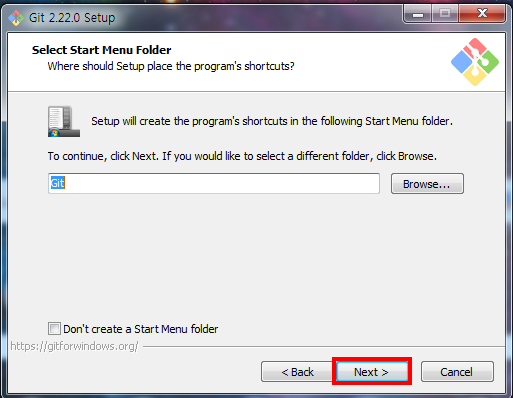 Git 2.22.0 Setup
Select Start Menu Folder
Where should Setup place the program's shortcuts?
Setup will create the program's shortcuts in the following Start Menu folder.
To continue, click Next. If you would like to select a different folder, click Browse.
Git
Browse...
Don't create a Start Menu folder
https://gitforwindows.org/
< Back
Next >
Cancel